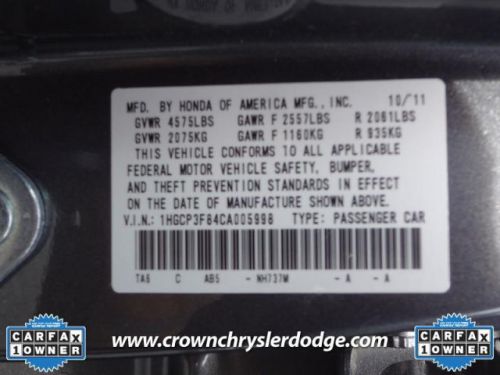 MFD. BY HONDA OF AMERICA MFG., INC. 10/11
GVWR 4575LBS GAWR F 2557LBS R 2061LBS
GVWR 2075KG GAWR F 1160KG R 935KG
THIS VEHICLE CONFORMS TO ALL APPLICABLE
FEDERAL MOTOR VEHICLE SAFETY, BUMPER,
AND THEFT PREVENTION STANDARDS IN EFFECT
ON THE DATE OF MANUFACTURE SHOWN ABOVE.
V.I.N.: 1HGCP3F84CA005998 TYPE: PASSENGER CAR
TA6 C AB5 - NH737M - A - A
CARFAX
1 OWNER
www.crownchryslerdodge.com
CARFAX
1 OWNER